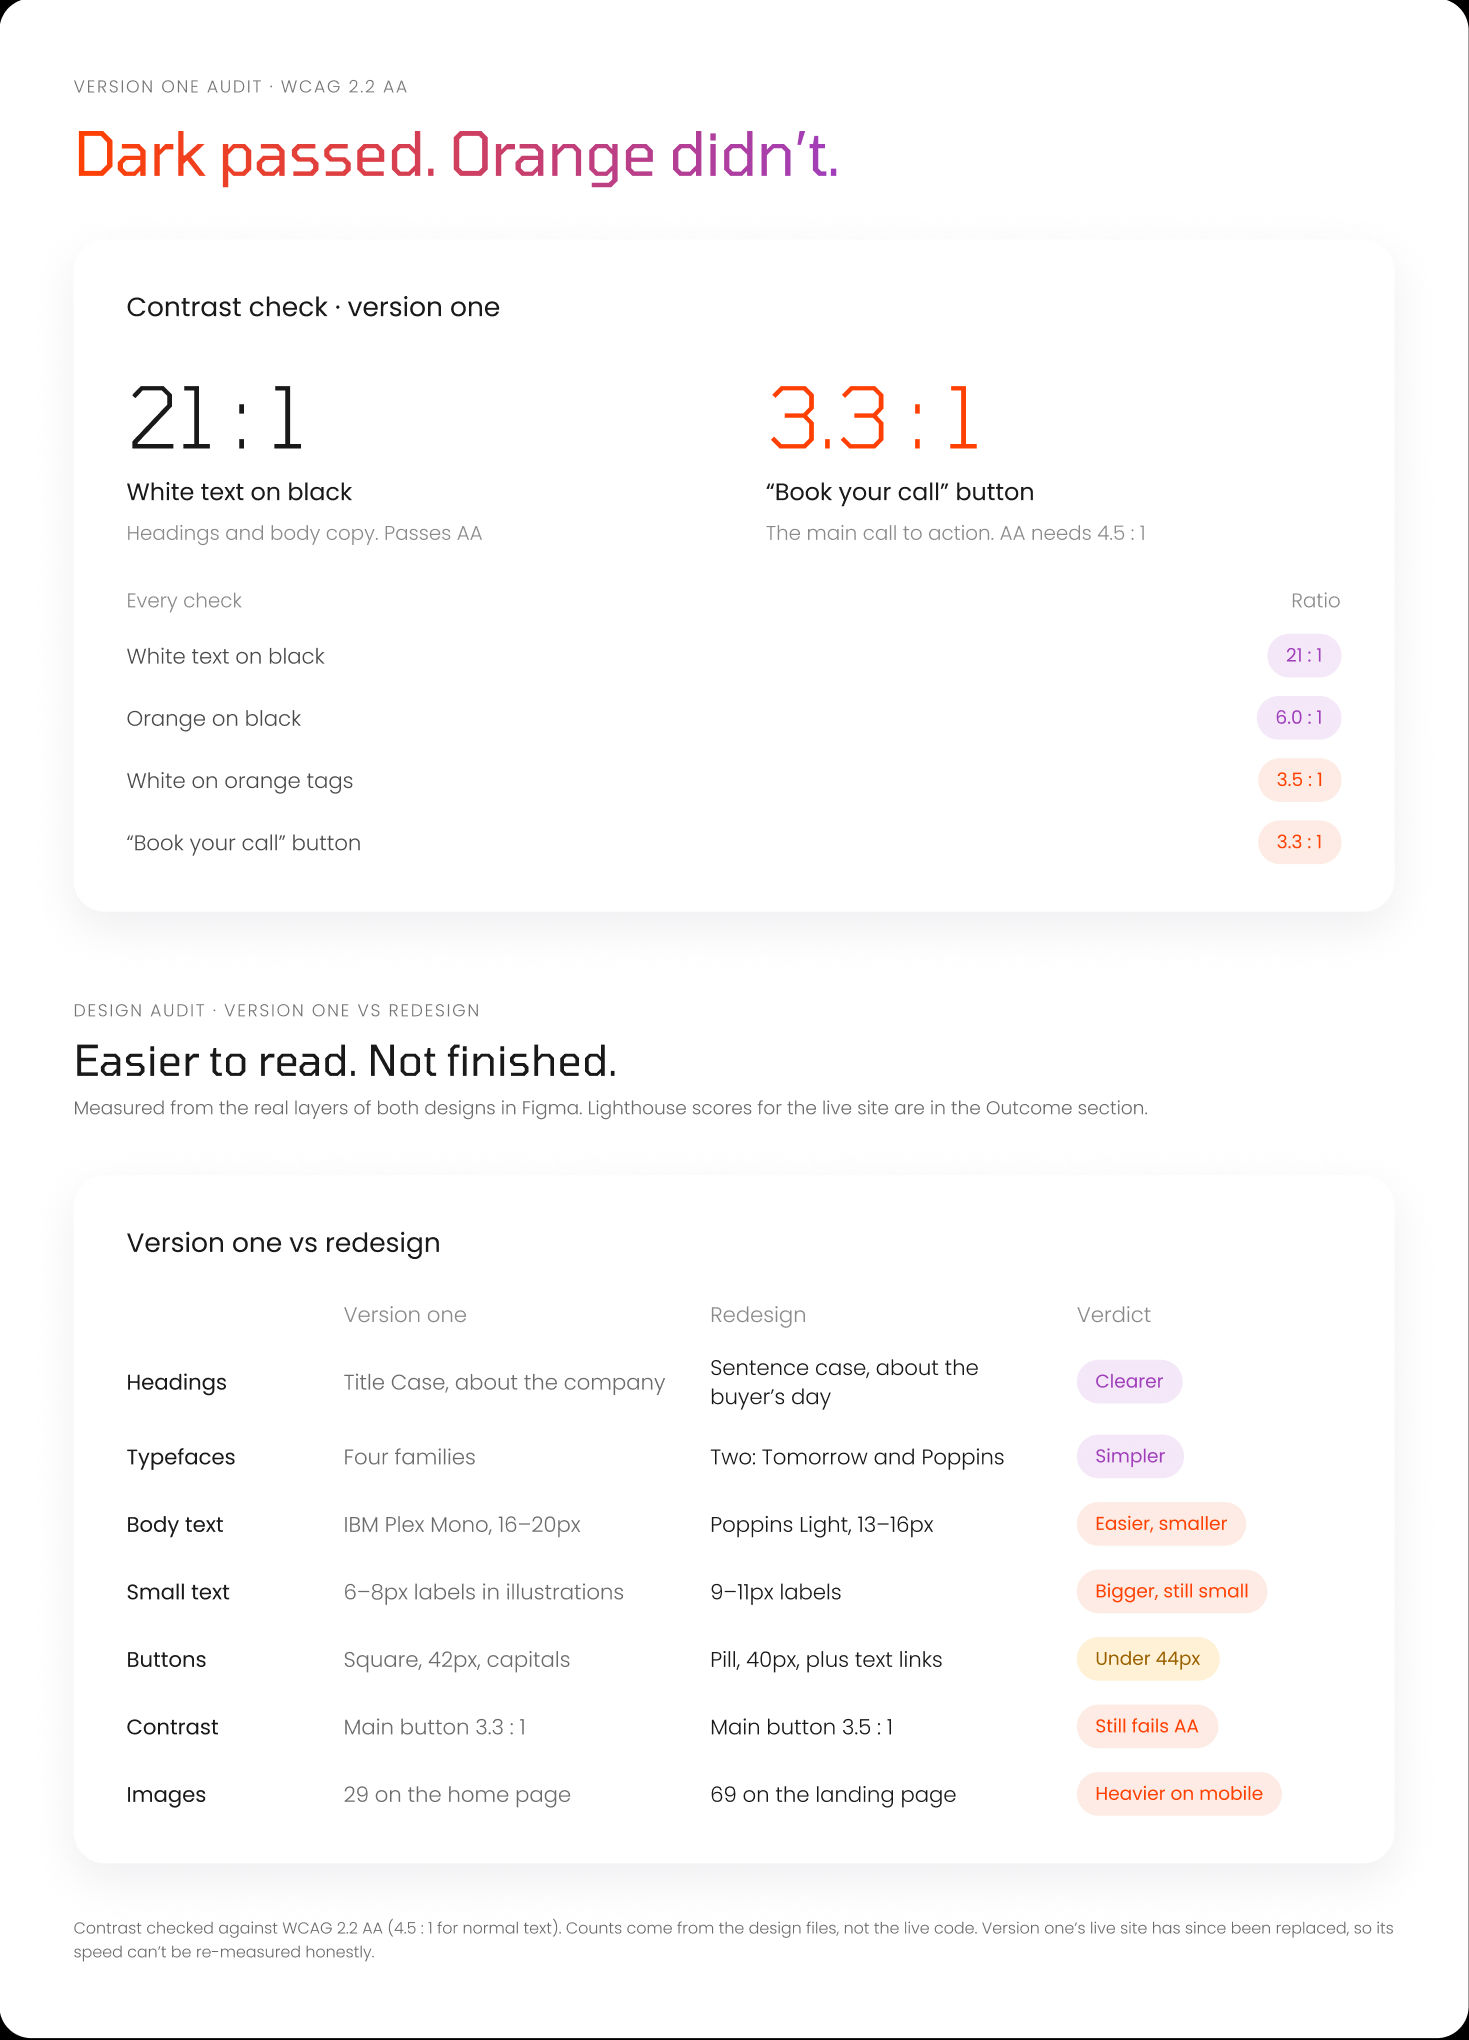 VERSION ONE AUDIT · WCAG 2.2 AA
Dark passed. Orange didn’t.
Contrast check · version one
21 : 1
3.3 : 1
White text on black
“Book your call” button
Headings and body copy. Passes AA
The main call to action. AA needs 4.5 : 1
Every check
Ratio
White text on black
21 : 1
Orange on black
6.0 : 1
White on orange tags
3.5 : 1
“Book your call” button
3.3 : 1
DESIGN AUDIT · VERSION ONE VS REDESIGN
Easier to read. Not finished.
Measured from the real layers of both designs in Figma. Lighthouse scores for the live site are in the Outcome section.
Version one vs redesign
Version one
Redesign
Verdict
Headings
Title Case, about the company
Sentence case, about the
buyer’s day
Clearer
Typefaces
Four families
Two: Tomorrow and Poppins
Simpler
Body text
IBM Plex Mono, 16–20px
Poppins Light, 13–16px
Easier, smaller
Small text
6–8px labels in illustrations
9–11px labels
Bigger, still small
Buttons
Square, 42px, capitals
Pill, 40px, plus text links
Under 44px
Contrast
Main button 3.3 : 1
Main button 3.5 : 1
Still fails AA
Images
29 on the home page
69 on the landing page
Heavier on mobile
Contrast checked against WCAG 2.2 AA (4.5 : 1 for normal text). Counts come from the design files, not the live code. Version one’s live site has since been replaced, so its
speed can’t be re-measured honestly.